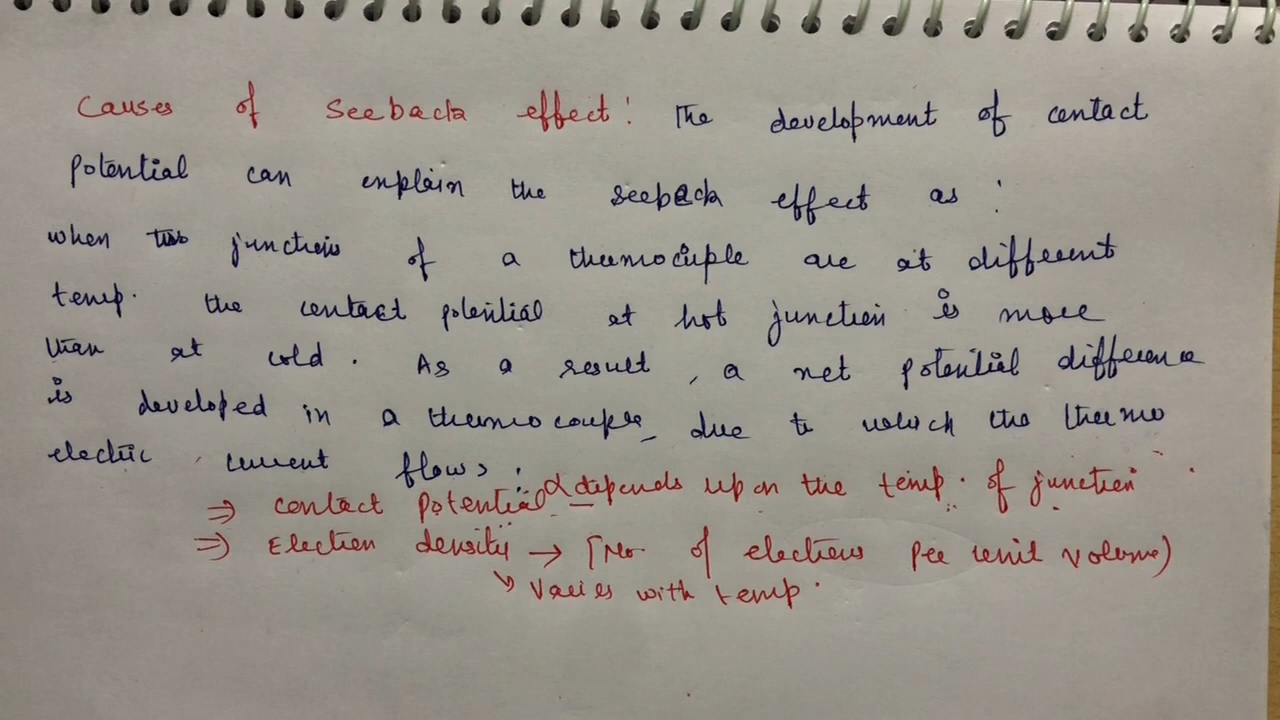 Causes of Seeback effect: The development of contact
potential can explain the seeback effect as:
when two junction of a thermocuple are at different
temp. the contact potential at hot junction is more
than at cold. As a result, a net potential difference
is developed in a thermocouple, due to which the thermo
electric current flows:
⇒ contact potential ∝ depends upon the temp. of junction
⇒ Electron density → (No. of electrons per unit volume)
↘ Varies with temp.